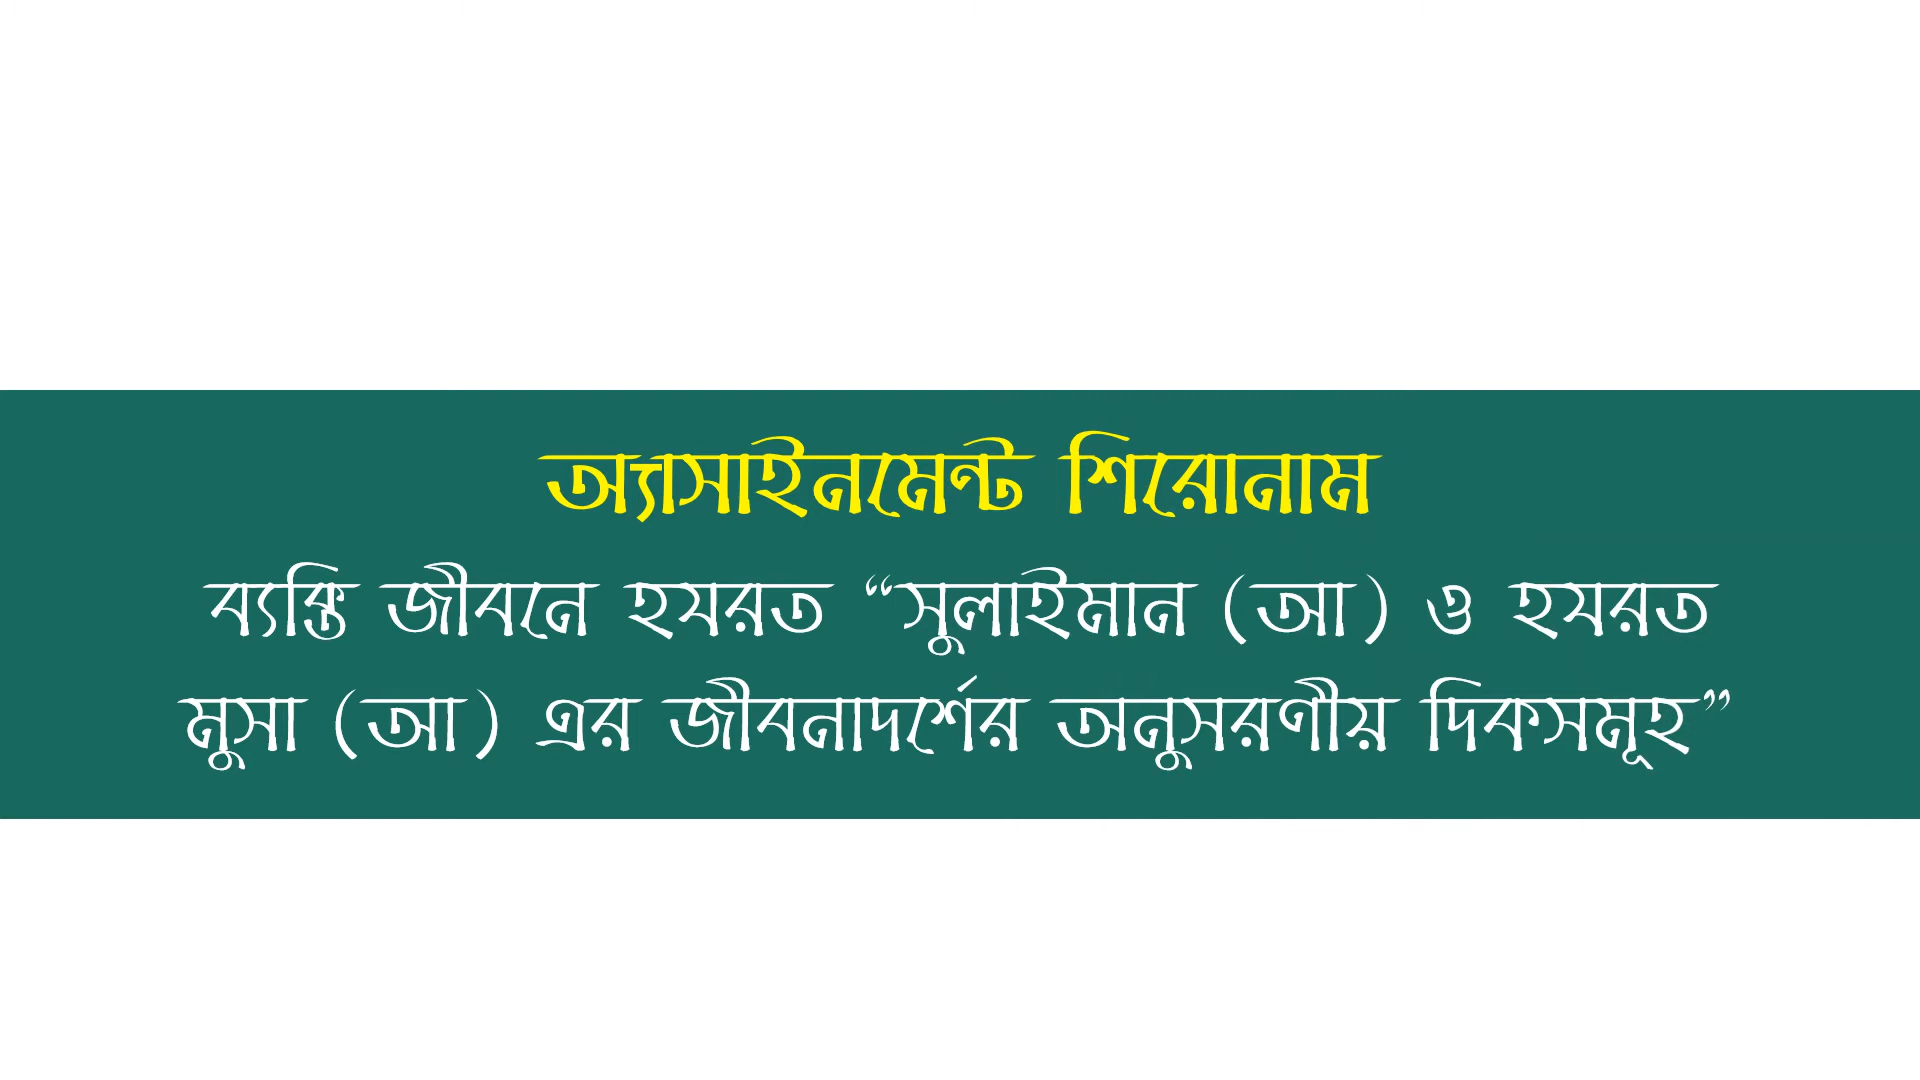 অ্যাসাইনমেন্ট শিরোনাম
ব্যক্তি জীবনে হযরত “সুলাইমান (আ) ও হযরত
মুসা (আ) এর জীবনাদর্শের অনুসরণীয় দিকসমূহ”